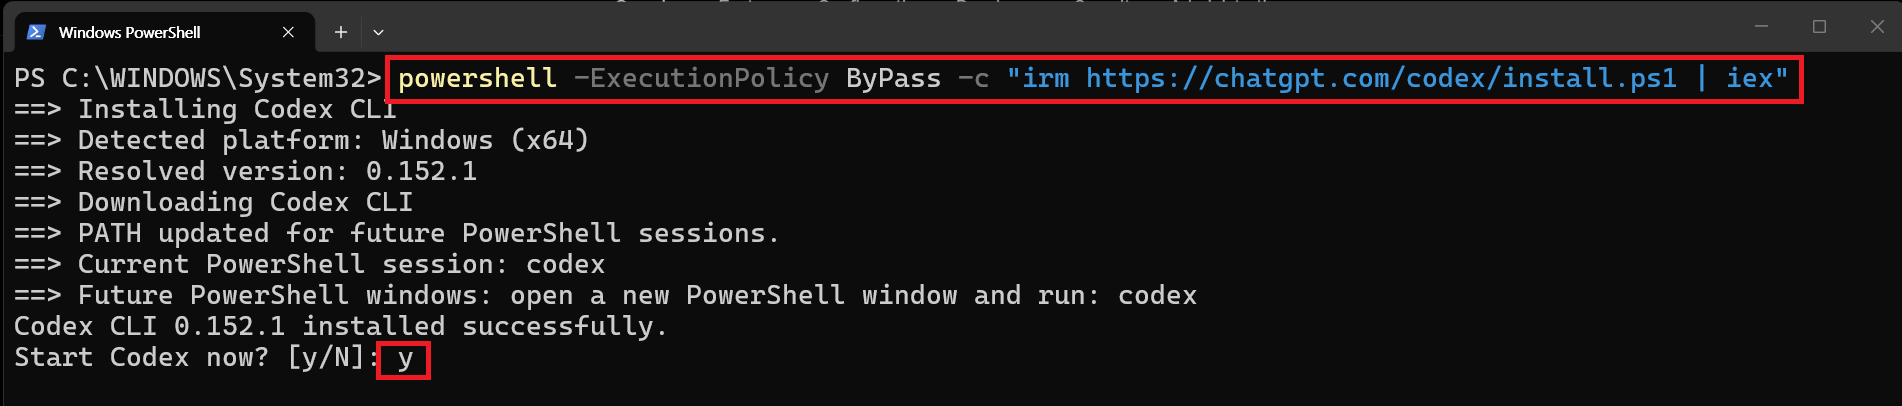 Windows PowerShell
PS C:\WINDOWS\System32> powershell -ExecutionPolicy ByPass -c "irm https://chatgpt.com/codex/install.ps1 | iex"
==> Installing Codex CLI
==> Detected platform: Windows (x64)
==> Resolved version: 0.152.1
==> Downloading Codex CLI
==> PATH updated for future PowerShell sessions.
==> Current PowerShell session: codex
==> Future PowerShell windows: open a new PowerShell window and run: codex
Codex CLI 0.152.1 installed successfully.
Start Codex now? [y/N]: y